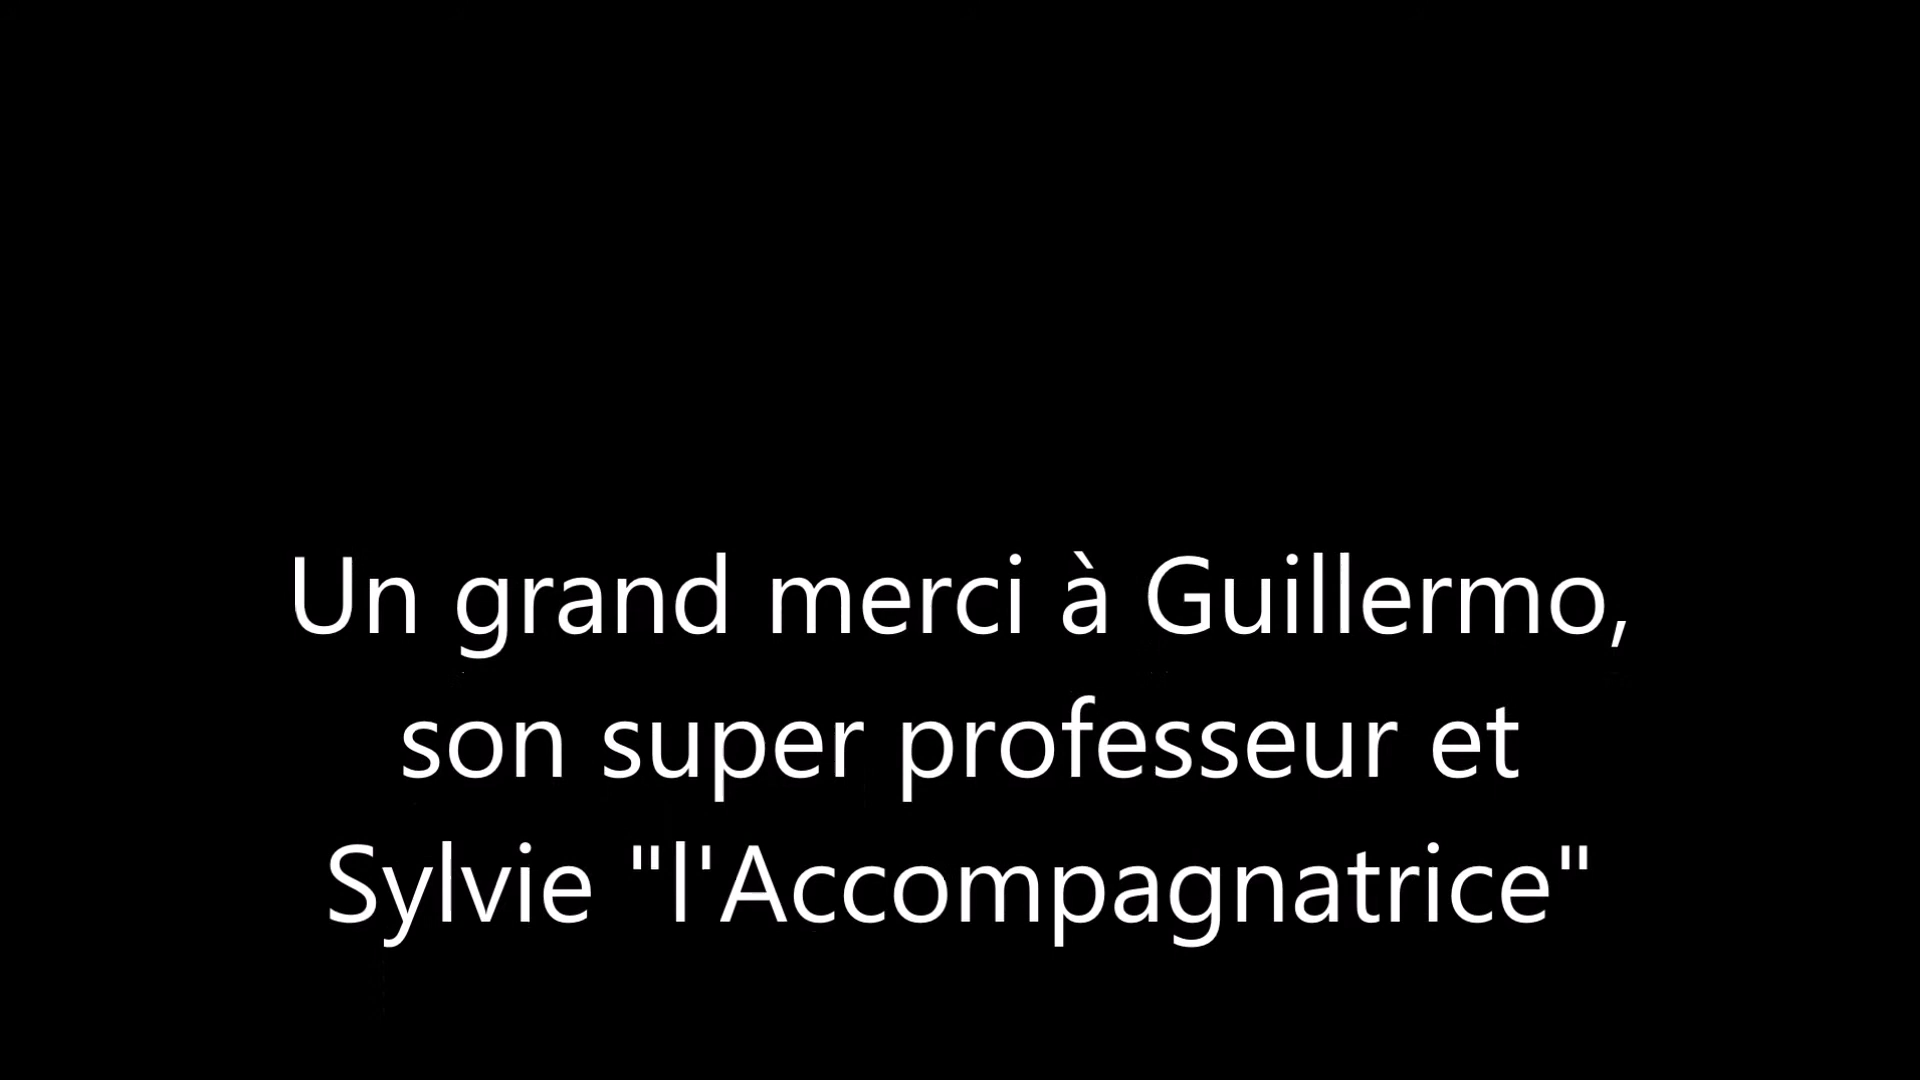 Un grand merci à Guillermo,
son super professeur et
Sylvie "l'Accompagnatrice"